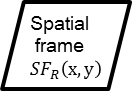 Spatial
frame
SF_R(x,y)